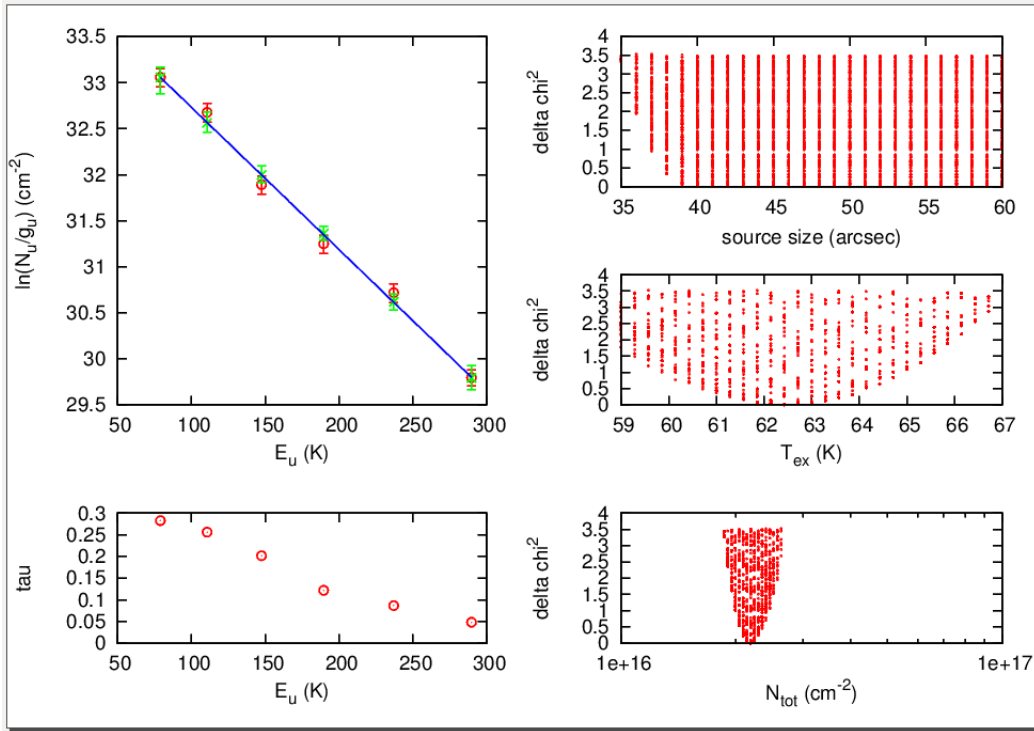 33.5
33
32.5
32
31.5
31
30.5
30
29.5
ln(N_u/g_u) (cm^-2)
50 100 150 200 250 300
E_u (K)
4
3.5
3
2.5
2
1.5
1
0.5
0
delta chi^2
35 40 45 50 55 60
source size (arcsec)
4
3.5
3
2.5
2
1.5
1
0.5
0
delta chi^2
59 60 61 62 63 64 65 66 67
T_ex (K)
0.3
0.25
0.2
0.15
0.1
0.05
0
tau
50 100 150 200 250 300
E_u (K)
4
3.5
3
2.5
2
1.5
1
0.5
0
delta chi^2
1e+16 1e+17
N_tot (cm^-2)